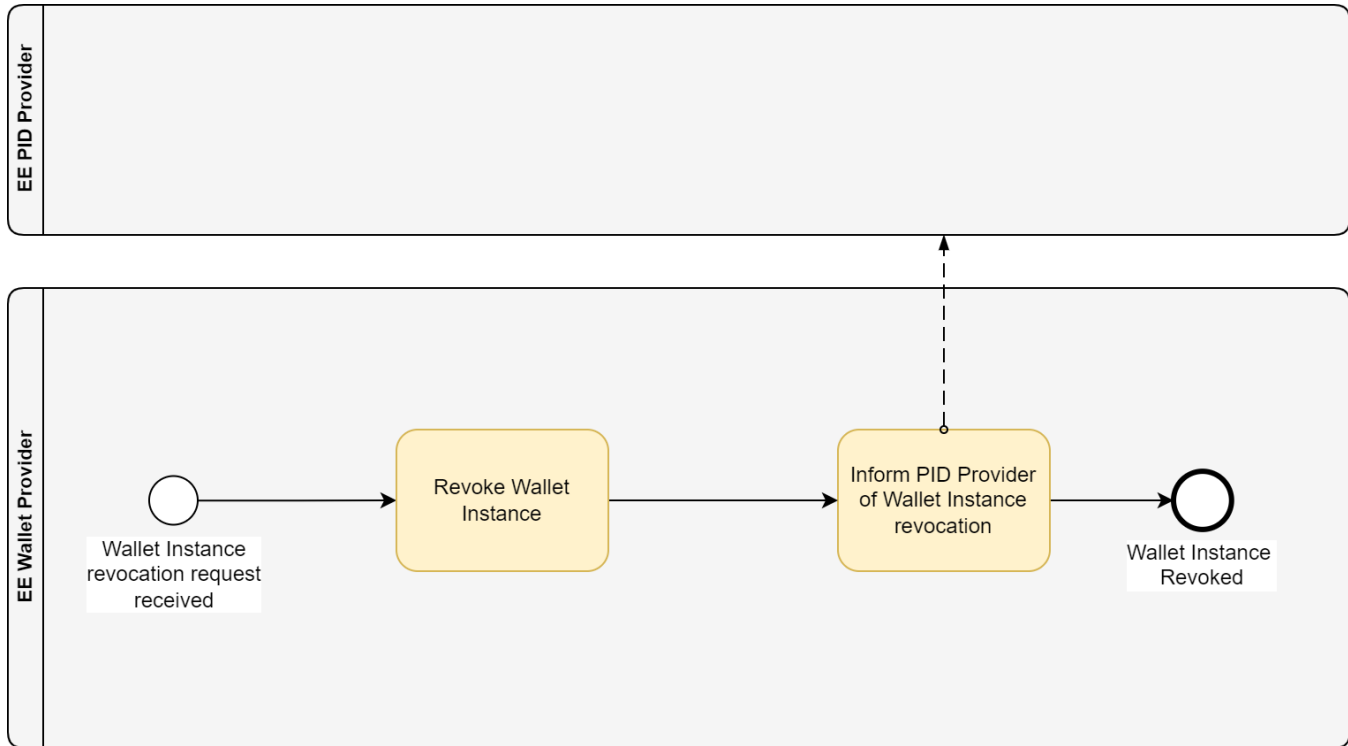 EE PID Provider
EE Wallet Provider
Wallet Instance
revocation request
received
Revoke Wallet
Instance
Inform PID Provider
of Wallet Instance
revocation
Wallet Instance
Revoked